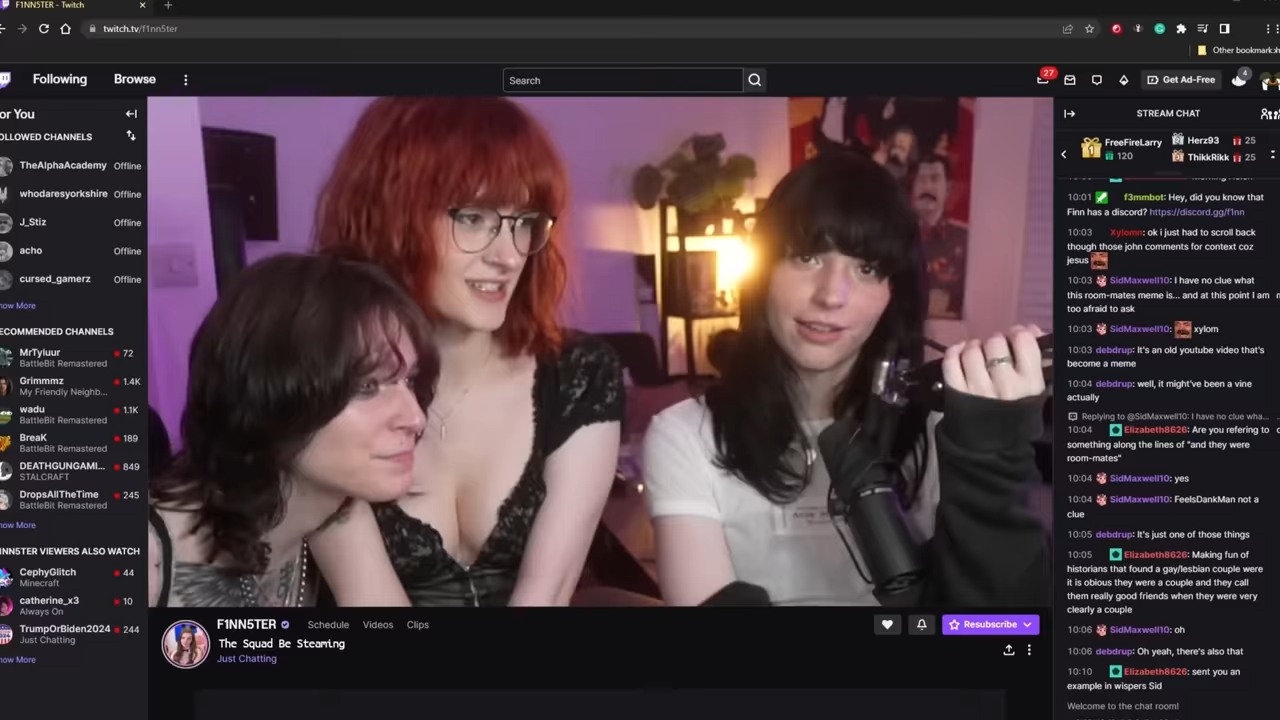 F1NN5TER - Twitch
twitch.tv/f1nn5ter
Other bookmark
Following
Browse
Search
27
Get Ad-Free
4
or You
OLLOWED CHANNELS
TheAlphaAcademy Offline
whodaresyorkshire Offline
J_Stiz Offline
acho Offline
cursed_gamerz Offline
how More
ECOMMENDED CHANNELS
MrTyluur 72
BattleBit Remastered
Grimmmz 1.4K
My Friendly Neighb...
wadu 1.1K
BattleBit Remastered
BreaK 189
BattleBit Remastered
DEATHGUNGAMI... 849
STALCRAFT
DropsAllTheTime 245
BattleBit Remastered
how More
1NN5TER VIEWERS ALSO WATCH
CephyGlitch 44
Minecraft
catherine_x3 10
Always On
TrumpOrBiden2024 244
Just Chatting
how More
F1NN5TER
Schedule
Videos
Clips
The Squad Be Steaming
Just Chatting
Resubscribe
STREAM CHAT
1
FreeFireLarry
120
Herz93 25
ThikkRikk 25
10:01 f3mmbot: Hey, did you know that
Finn has a discord? https://discord.gg/f1nn
10:03 Xylomn: ok i just had to scroll back
though those john comments for context coz
jesus
10:03 SidMaxwell10: I have no clue what
this room-mates meme is... and at this point I am
too afraid to ask
10:03 SidMaxwell10: xylom
10:03 debdrup: It's an old youtube video that's
become a meme
10:04 debdrup: well, it might've been a vine
actually
Replying to @SidMaxwell10: I have no clue wha...
10:04 Elizabeth8626: Are you refering to
something along the lines of "and they were
room-mates"
10:04 SidMaxwell10: yes
10:04 SidMaxwell10: FeelsDankMan not a
clue
10:05 debdrup: It's just one of those things
10:05 Elizabeth8626: Making fun of
historians that found a gay/lesbian couple were
it is obious they were a couple and they call
them really good friends when they were very
clearly a couple
10:06 SidMaxwell10: oh
10:06 debdrup: Oh yeah, there's also that
10:10 Elizabeth8626: sent you an
example in wispers Sid
Welcome to the chat room!